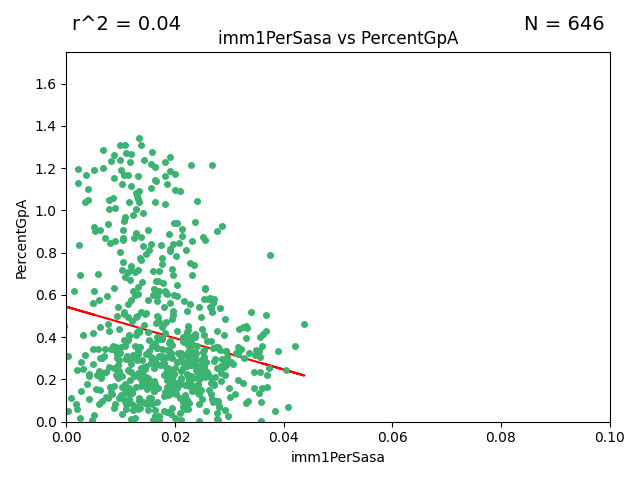 r^2 = 0.04
N = 646
imm1PerSasa vs PercentGpA
PercentGpA
1.6
1.4
1.2
1.0
0.8
0.6
0.4
0.2
0.0
0.00 0.02 0.04 0.06 0.08 0.10
imm1PerSasa